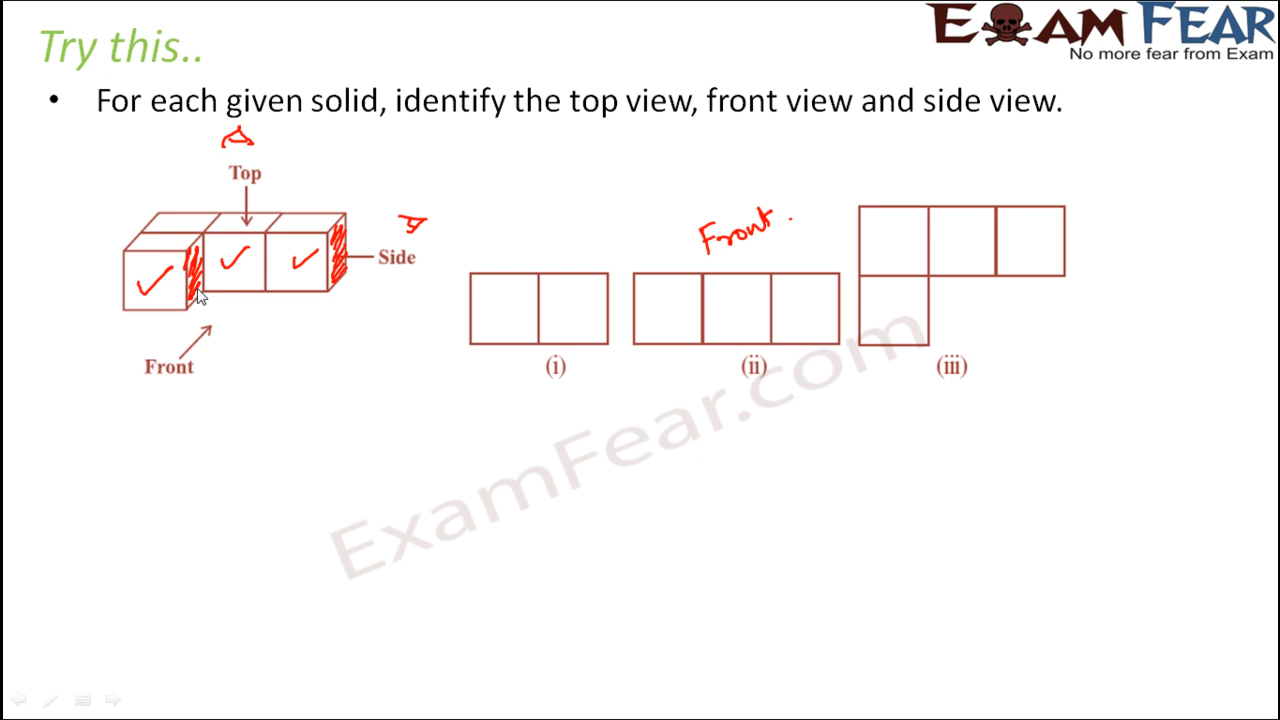 Try this..
EXAM FEAR
No more fear from Exam
• For each given solid, identify the top view, front view and side view.
Top
Side
Front
Front.
(i)
(ii)
(iii)
ExamFear.com